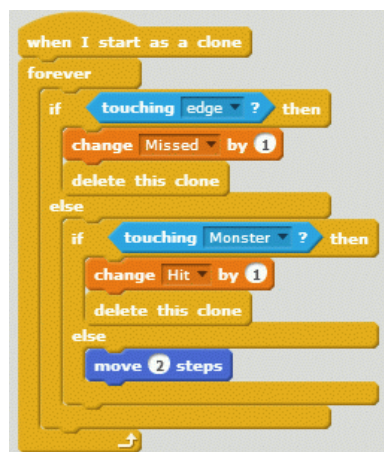 when I start as a clone
forever
if touching edge ? then
change Missed by 1
delete this clone
else
if touching Monster ? then
change Hit by 1
delete this clone
else
move 2 steps